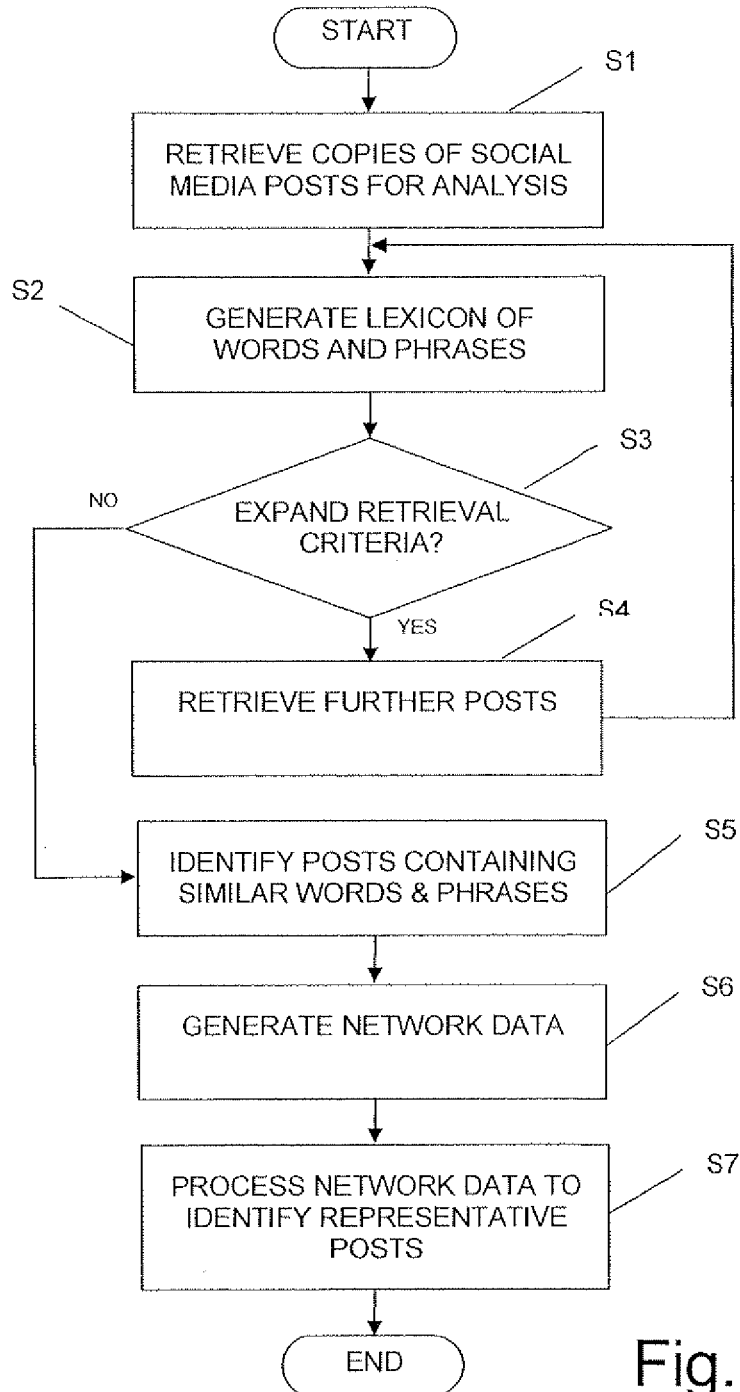 START
S1
RETRIEVE COPIES OF SOCIAL
MEDIA POSTS FOR ANALYSIS
S2
GENERATE LEXICON OF
WORDS AND PHRASES
S3
NO
EXPAND RETRIEVAL
CRITERIA?
YES
S4
RETRIEVE FURTHER POSTS
S5
IDENTIFY POSTS CONTAINING
SIMILAR WORDS & PHRASES
S6
GENERATE NETWORK DATA
S7
PROCESS NETWORK DATA TO
IDENTIFY REPRESENTATIVE
POSTS
END
Fig.